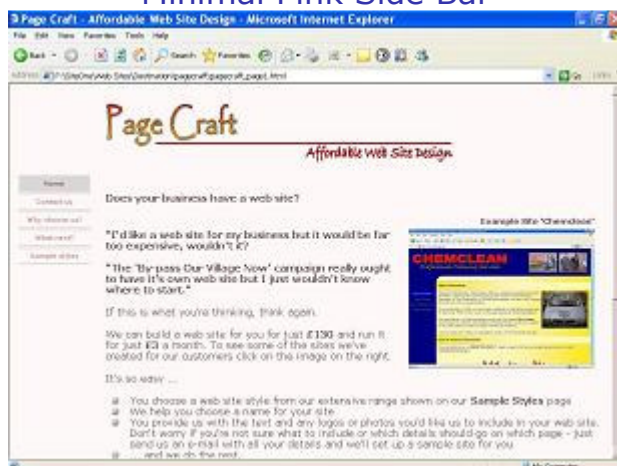 Minimal Pink Side Bar
Page Craft - Affordable Web Site Design - Microsoft Internet Explorer
File Edit View Favorites Tools Help
Back Search Favorites
Page Craft
Affordable Web Site Design
Home
Contact us
Why choose us?
What next?
Sample styles
Does your business have a web site?
Example Site "Chemclean"
"I'd like a web site for my business but it would be far
too expensive, wouldn't it?
"The 'By-pass Our Village Now' campaign really ought
to have it's own web site but I just wouldn't know
where to start."
CHEMCLEAN
If this is what you're thinking, think again.
We can build a web site for you for just £150 and run it
for just £5 a month. To see some of the sites we've
created for our customers click on the image on the right.
It's so easy ...
You choose a web site style from our extensive range shown on our Sample Styles page
We help you choose a name for your site
You provide us with the text and any logos or photos you'd like us to include in your web site.
Don't worry if you're not sure what to include or which details should go on which page - just
send us an e-mail with all your details and we'll set up a sample site for you
... and we do the rest.